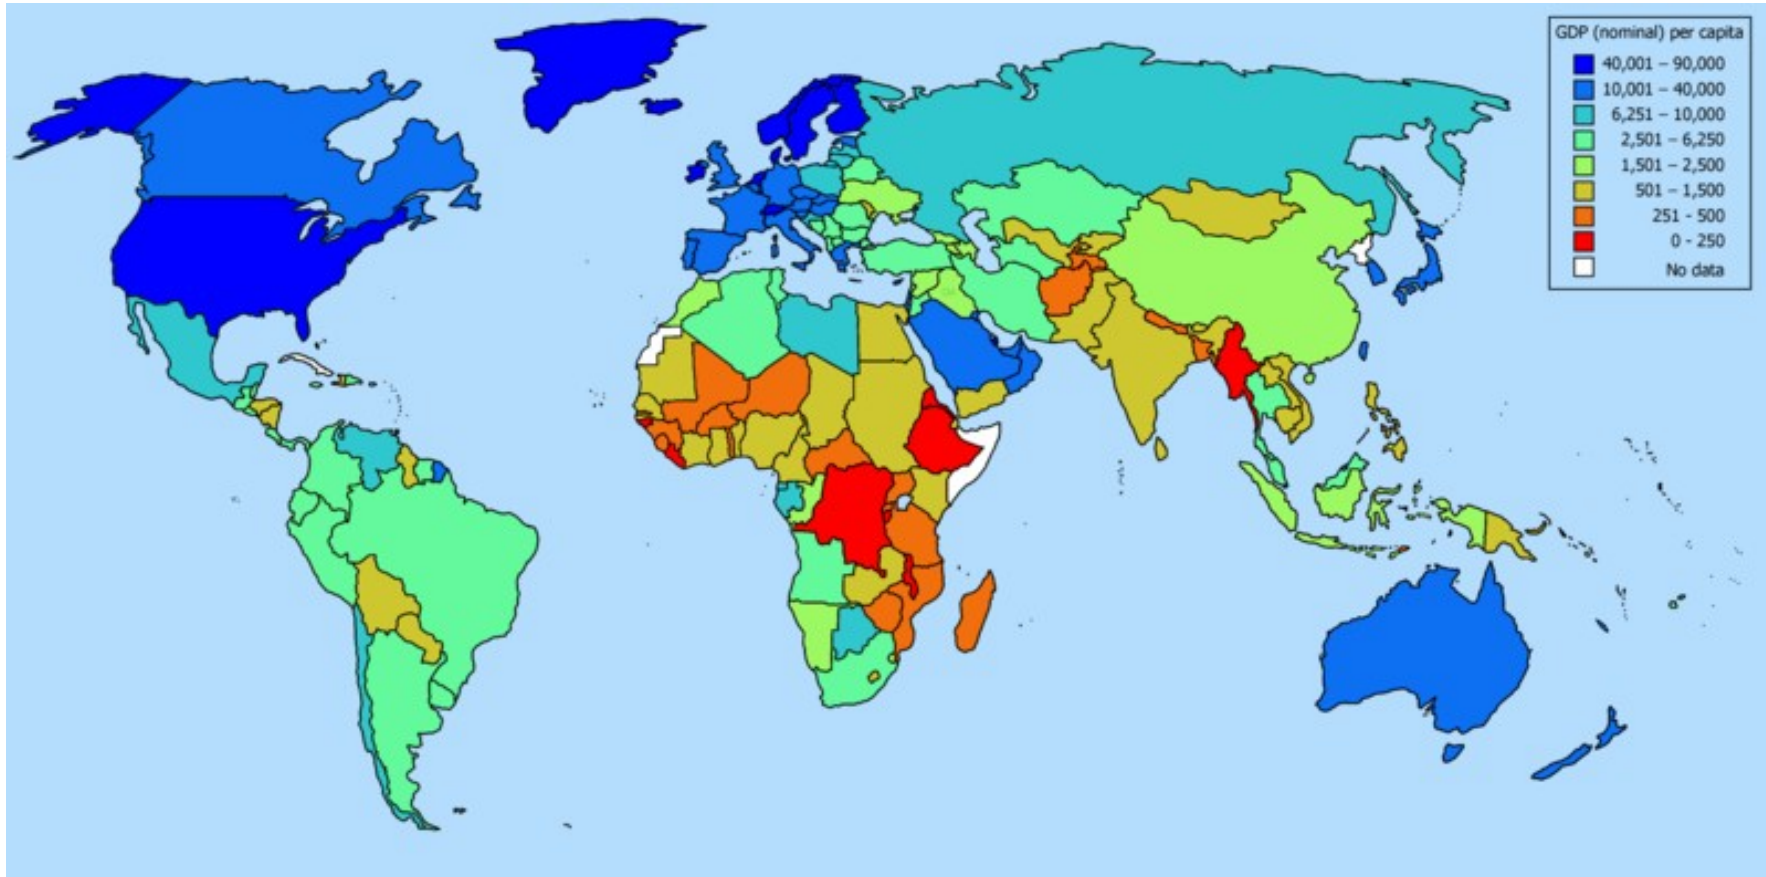 GDP (nominal) per capita
40,001 – 90,000
10,001 – 40,000
6,251 – 10,000
2,501 – 6,250
1,501 – 2,500
501 – 1,500
251 - 500
0 - 250
No data